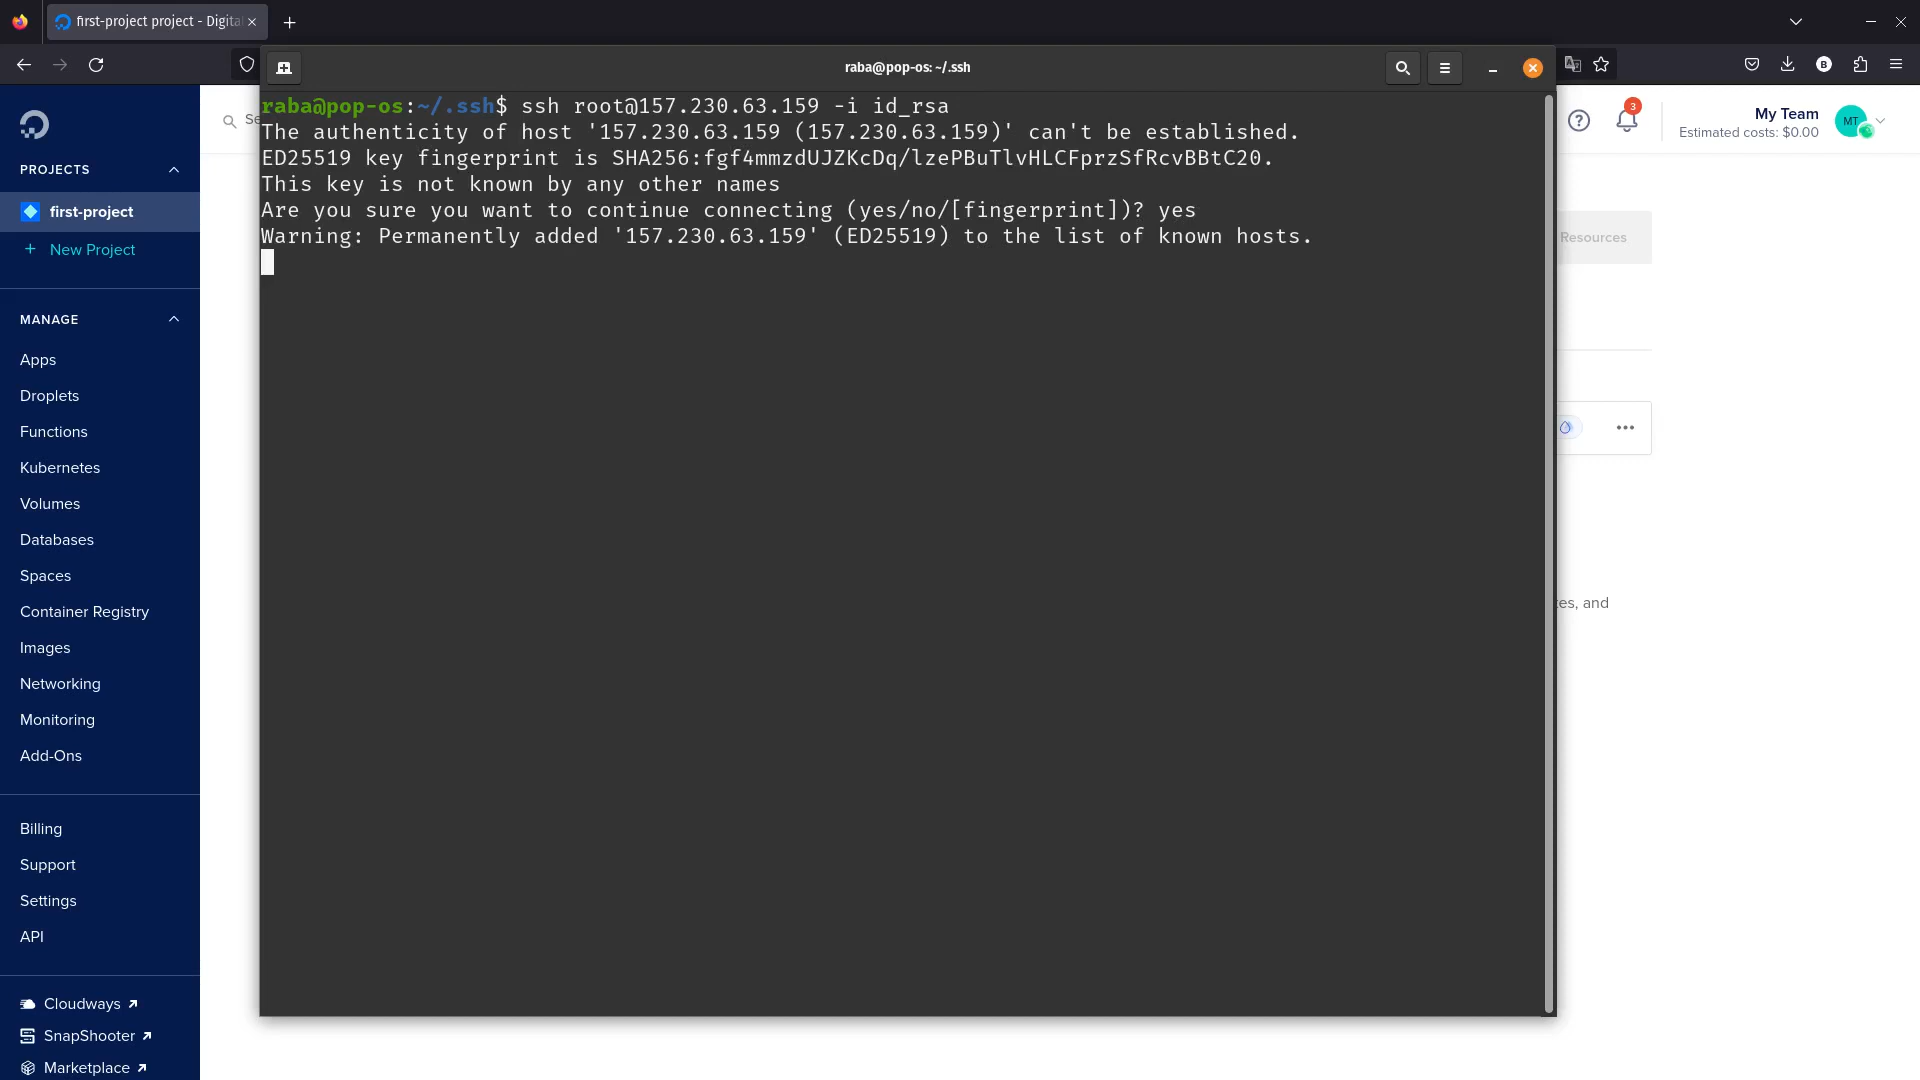 first-project project - Digita
raba@pop-os: ~/.ssh
raba@pop-os:~/.ssh$ ssh root@157.230.63.159 -i id_rsa
The authenticity of host '157.230.63.159 (157.230.63.159)' can't be established.
ED25519 key fingerprint is SHA256:fgf4mmzdUJZKcDq/lzePBuTlvHLCFprzSfRcvBBtC20.
This key is not known by any other names
Are you sure you want to continue connecting (yes/no/[fingerprint])? yes
Warning: Permanently added '157.230.63.159' (ED25519) to the list of known hosts.
Se
B
3
My Team
Estimated costs: $0.00
MT
PROJECTS
first-project
+ New Project
MANAGE
Apps
Droplets
Functions
Kubernetes
Volumes
Databases
Spaces
Container Registry
Images
Networking
Monitoring
Add-Ons
Billing
Support
Settings
API
Cloudways
SnapShooter
Marketplace
Resources
tes, and